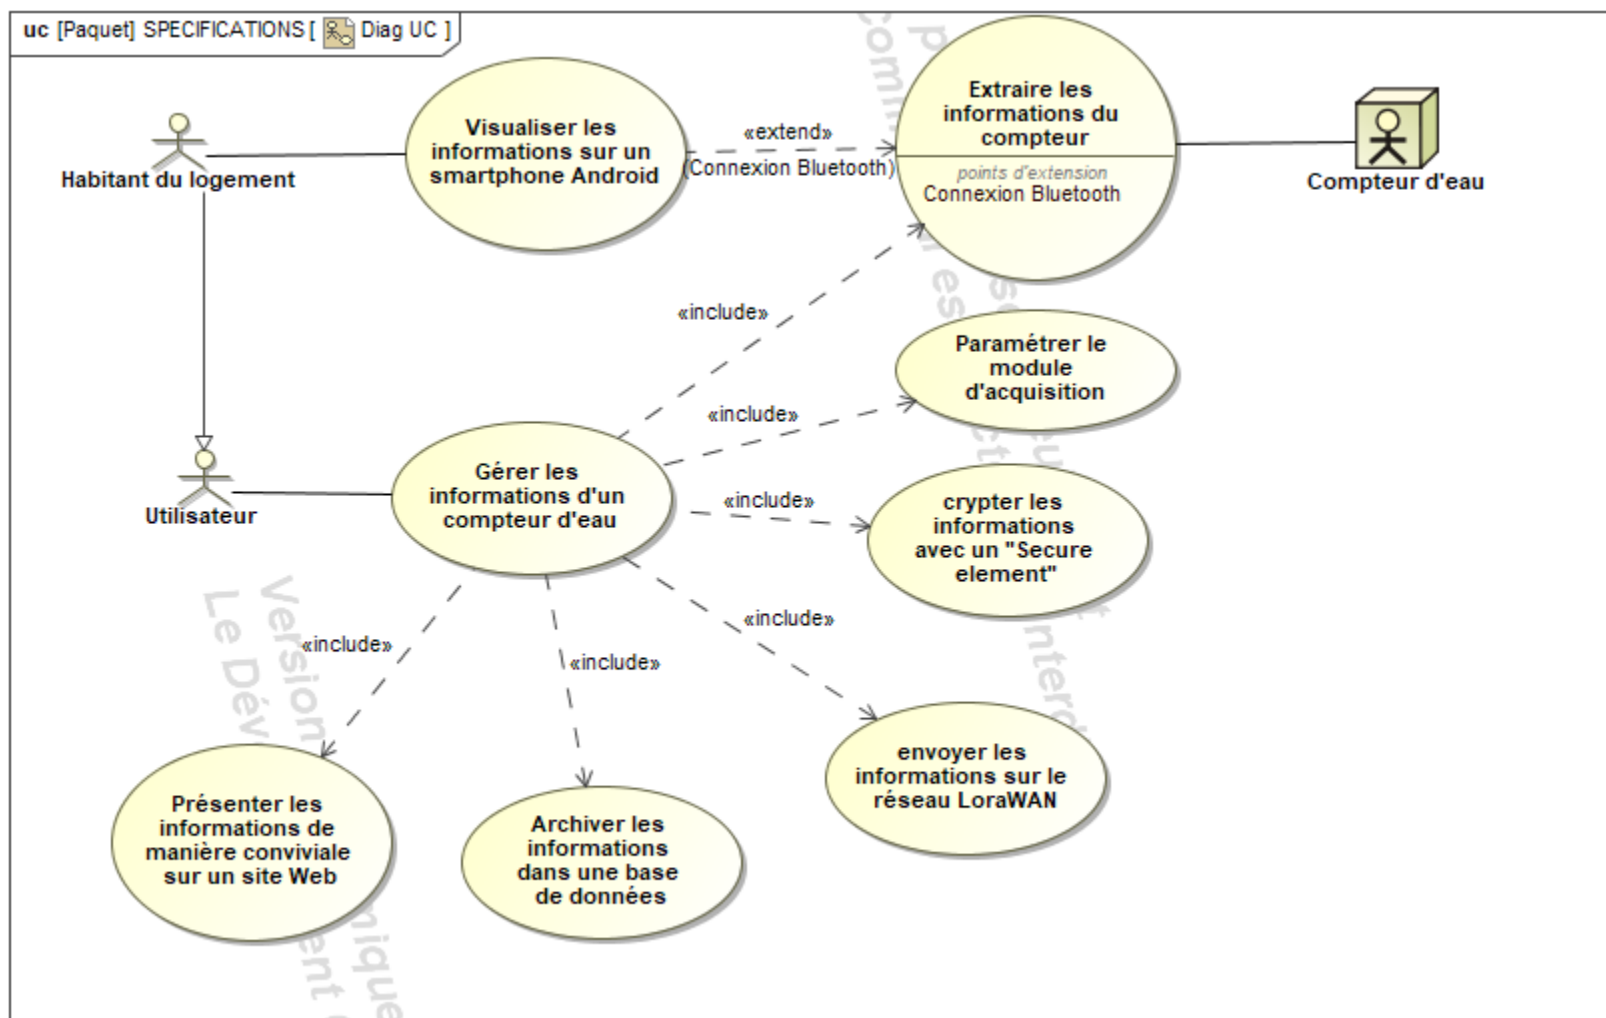 uc [Paquet] SPECIFICATIONS [ Diag UC ]
Habitant du logement
Visualiser les
informations sur un
smartphone Android
«extend»
(Connexion Bluetooth)
Extraire les
informations du
compteur
points d'extension
Connexion Bluetooth
Compteur d'eau
«include»
Paramétrer le
module
d'acquisition
«include»
Utilisateur
Gérer les
informations d'un
compteur d'eau
«include»
crypter les
informations
avec un "Secure
element"
«include»
«include»
«include»
envoyer les
informations sur le
réseau LoraWAN
Présenter les
informations de
manière conviviale
sur un site Web
Archiver les
informations
dans une base
de données
Version
Le Dév